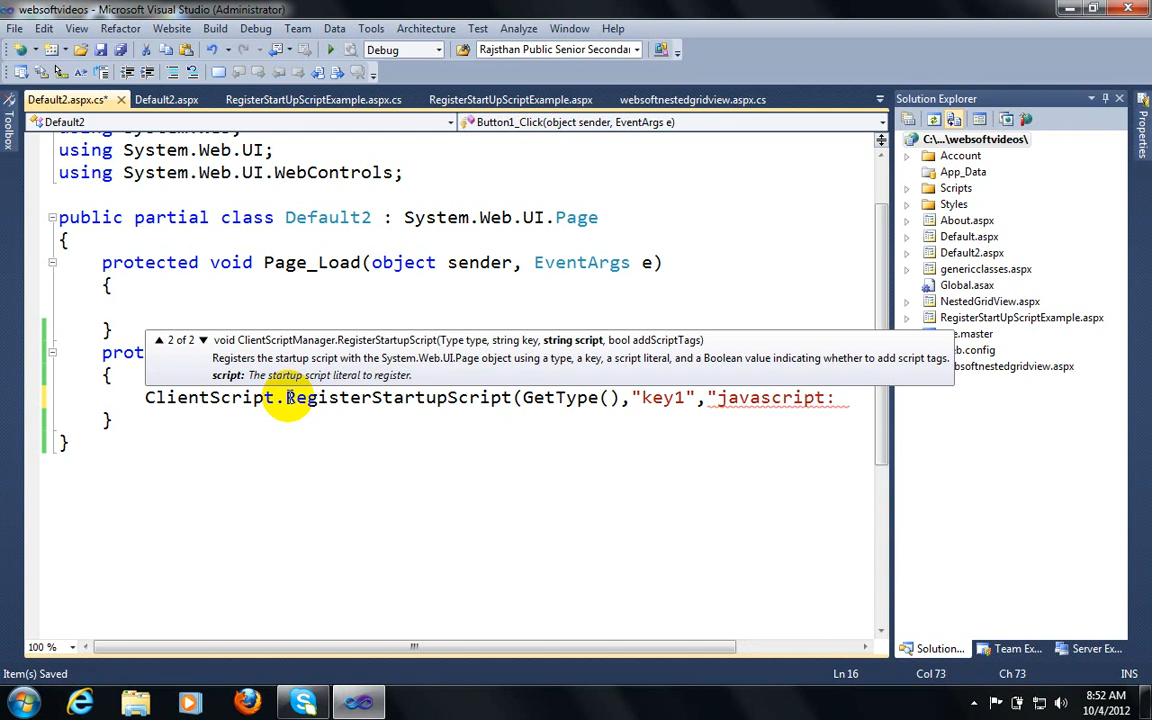 websoftvideos - Microsoft Visual Studio (Administrator)
File Edit View Refactor Website Build Debug Team Data Tools Architecture Test Analyze Window Help
Debug Rajasthan Public Senior Secondar
Default2.aspx.cs* Default2.aspx RegisterStartUpScriptExample.aspx.cs RegisterStartUpScriptExample.aspx websoftnestedgridview.aspx.cs
Default2 Button1_Click(object sender, EventArgs e)
Toolbox
using System.Web;
using System.Web.UI;
using System.Web.UI.WebControls;
public partial class Default2 : System.Web.UI.Page
{
protected void Page_Load(object sender, EventArgs e)
{
}
prot
2 of 2 void ClientScriptManager.RegisterStartupScript(Type type, string key, string script, bool addScriptTags)
Registers the startup script with the System.Web.UI.Page object using a type, a key, a script literal, and a Boolean value indicating whether to add script tags.
script: The startup script literal to register.
{
ClientScript.RegisterStartupScript(GetType(),"key1","javascript:
}
}
100 %
Solution Explorer
C:\...\websoftvideos\
Account
App_Data
Scripts
Styles
About.aspx
Default.aspx
Default2.aspx
genericclasses.aspx
Global.asax
NestedGridView.aspx
RegisterStartUpScriptExample.aspx
e.master
eb.config
bsoftnestedgridview.aspx
Properties
Solution... Team Ex... Server Ex...
Item(s) Saved Ln 16 Col 73 Ch 73 INS
8:52 AM
10/4/2012